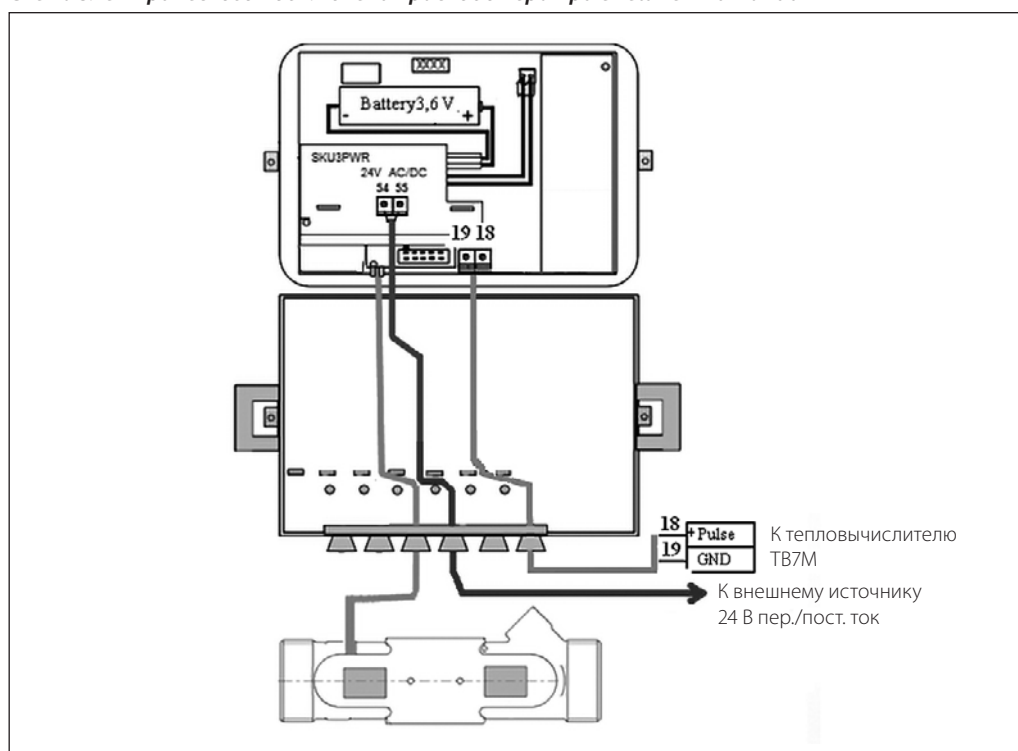 XXXX
Battery3,6 V
- +
SKU3PWR
24V AC/DC
54 55
19 18
18 +Pulse
19 GND
К тепловычислителю
ТВ7М
К внешнему источнику
24 В пер./пост. ток